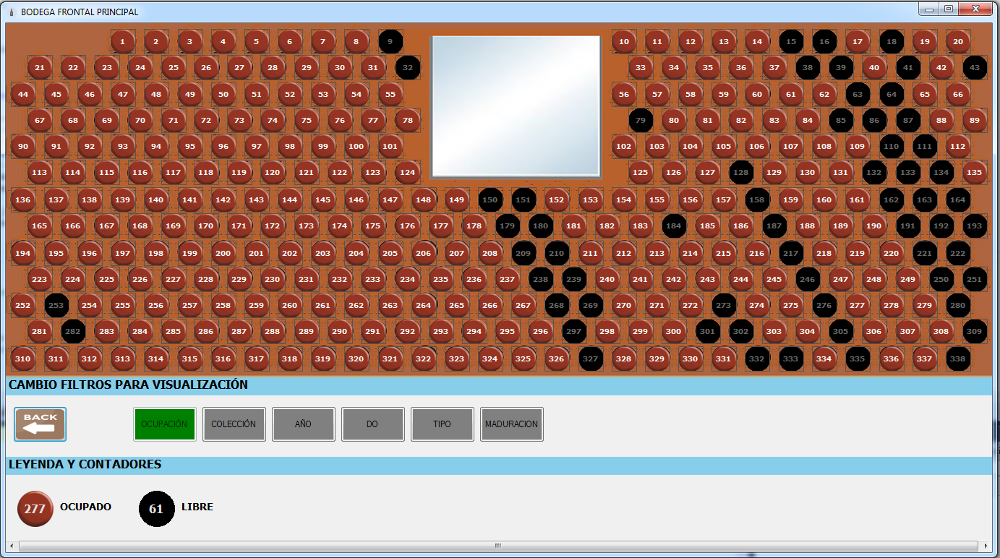 BODEGA FRONTAL PRINCIPAL
1 2 3 4 5 6 7 8 9 10 11 12 13 14 15 16 17 18 19 20
21 22 23 24 25 26 27 28 29 30 31 32 33 34 35 36 37 38 39 40 41 42 43
44 45 46 47 48 49 50 51 52 53 54 55 56 57 58 59 60 61 62 63 64 65 66
67 68 69 70 71 72 73 74 75 76 77 78 79 80 81 82 83 84 85 86 87 88 89
90 91 92 93 94 95 96 97 98 99 100 101 102 103 104 105 106 107 108 109 110 111 112
113 114 115 116 117 118 119 120 121 122 123 124 125 126 127 128 129 130 131 132 133 134 135
136 137 138 139 140 141 142 143 144 145 146 147 148 149 150 151 152 153 154 155 156 157 158 159 160 161 162 163 164
165 166 167 168 169 170 171 172 173 174 175 176 177 178 179 180 181 182 183 184 185 186 187 188 189 190 191 192 193
194 195 196 197 198 199 200 201 202 203 204 205 206 207 208 209 210 211 212 213 214 215 216 217 218 219 220 221 222
223 224 225 226 227 228 229 230 231 232 233 234 235 236 237 238 239 240 241 242 243 244 245 246 247 248 249 250 251
252 253 254 255 256 257 258 259 260 261 262 263 264 265 266 267 268 269 270 271 272 273 274 275 276 277 278 279 280
281 282 283 284 285 286 287 288 289 290 291 292 293 294 295 296 297 298 299 300 301 302 303 304 305 306 307 308 309
310 311 312 313 314 315 316 317 318 319 320 321 322 323 324 325 326 327 328 329 330 331 332 333 334 335 336 337 338
CAMBIO FILTROS PARA VISUALIZACIÓN
BACK OCUPACIÓN COLECCIÓN AÑO DO TIPO MADURACION
LEYENDA Y CONTADORES
277 OCUPADO 61 LIBRE